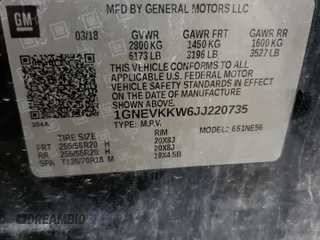 MFD BY GENERAL MOTORS LLC
GM
03/18 GVWR GAWR FRT GAWR RR
2800 KG 1450 KG 1600 KG
6173 LB 3196 LB 3527 LB
THIS VEHICLE CONFORMS TO ALL
APPLICABLE U.S. FEDERAL MOTOR
VEHICLE SAFETY STANDARDS IN EFFECT
ON THE DATE OF MANUFACTURE
SHOWN ABOVE.
1GNEVKKW6JJ220735
384A TYPE: M.P.V. MODEL: 6S1NE56
TIRE SIZE RIM
FRT 255/55R20 H 20X8J
RR 255/55R20 H 20X8J
SPA T135/70R18 M 18X4.5B
DREAMBID